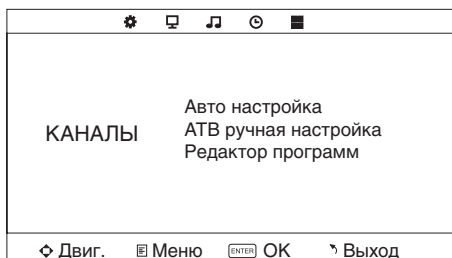 КАНАЛЫ
Авто настройка
АТВ ручная настройка
Редактор программ
Двиг. Меню ENTER OK Выход